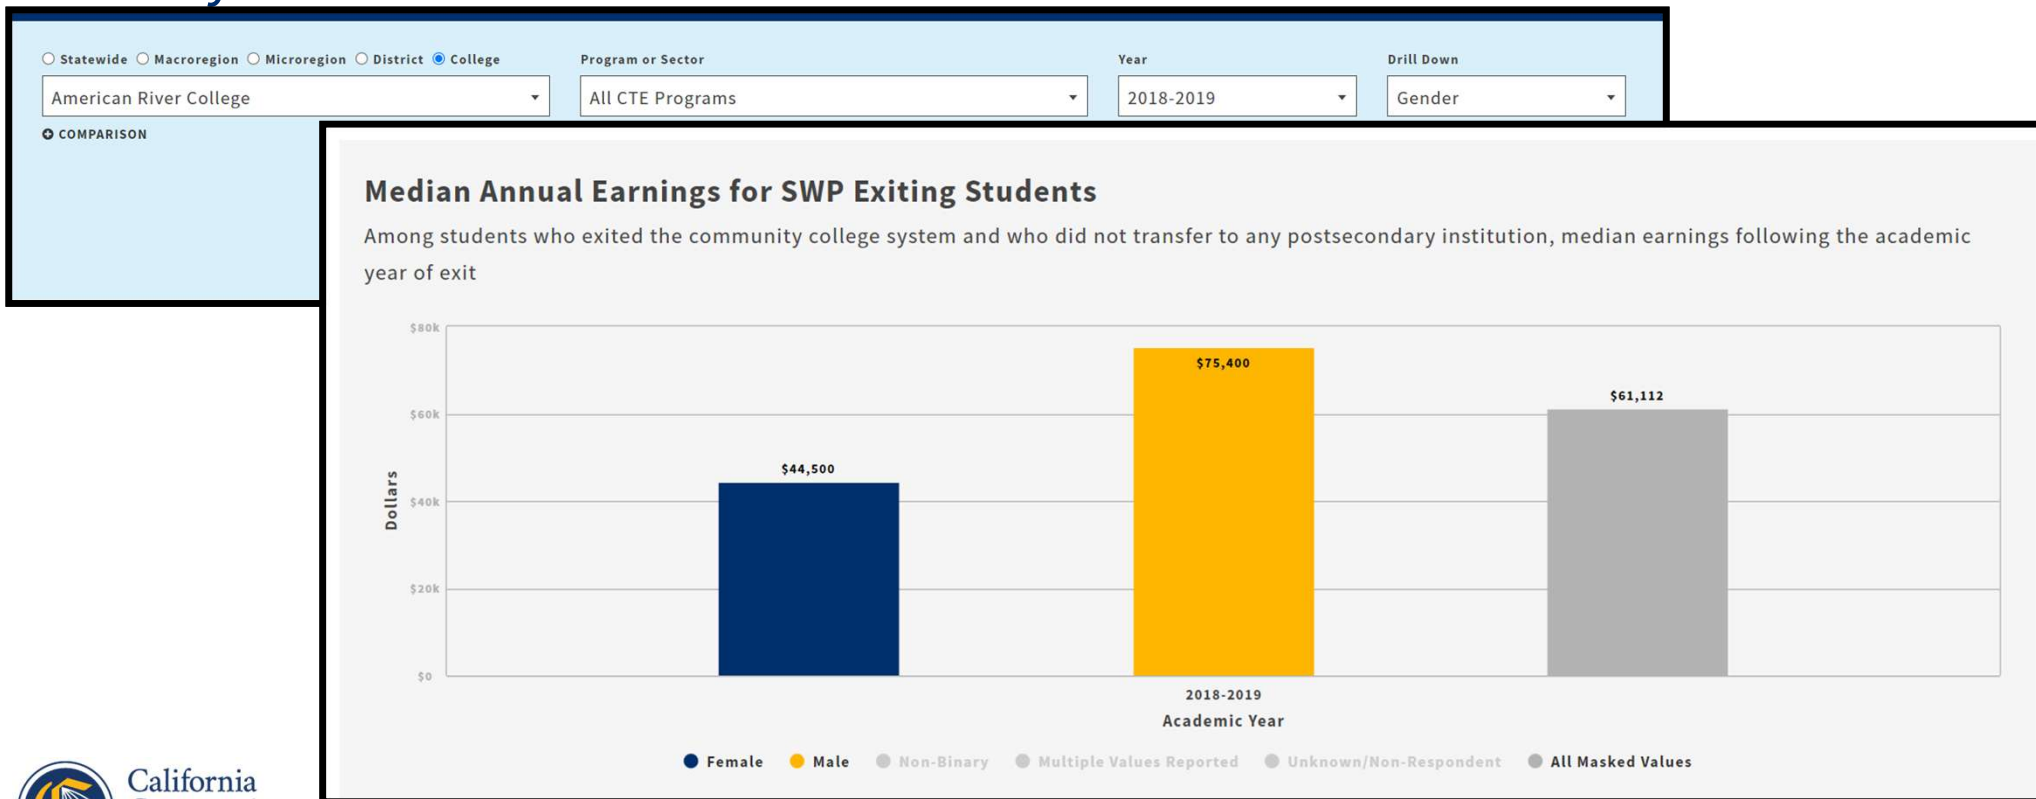 Statewide Macroregion Microregion District College
Program or Sector
Year
Drill Down
American River College
All CTE Programs
2018-2019
Gender
COMPARISON
Median Annual Earnings for SWP Exiting Students
Among students who exited the community college system and who did not transfer to any postsecondary institution, median earnings following the academic
year of exit
$80k
$60k
$40k
$20k
$0
Dollars
$44,500
$75,400
$61,112
2018-2019
Academic Year
Female Male Non-Binary Multiple Values Reported Unknown/Non-Respondent All Masked Values
California